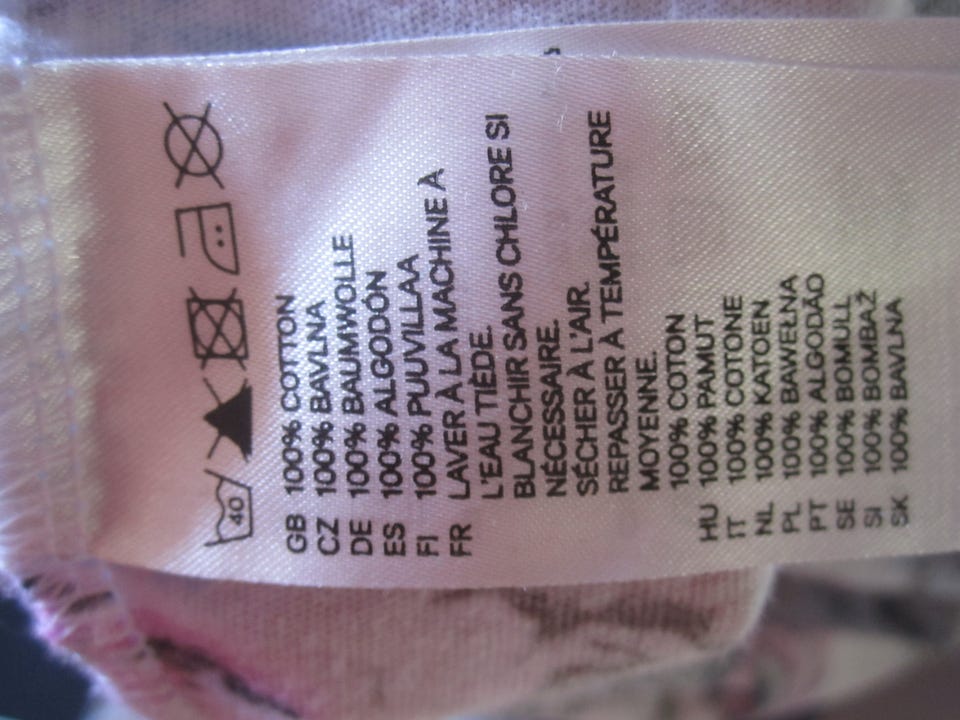 40
GB 100% COTTON
CZ 100% BAVLNA
DE 100% BAUMWOLLE
ES 100% ALGODÓN
FI 100% PUUVILLAA
FR LAVER À LA MACHINE À
L'EAU TIÈDE.
BLANCHIR SANS CHLORE SI
NÉCESSAIRE.
SÉCHER À L'AIR.
REPASSER À TEMPÉRATURE
MOYENNE.
100% COTON
HU 100% PAMUT
IT 100% COTONE
NL 100% KATOEN
PL 100% BAWEŁNA
PT 100% ALGODÃO
SE 100% BOMULL
SI 100% BOMBAŽ
SK 100% BAVLNA